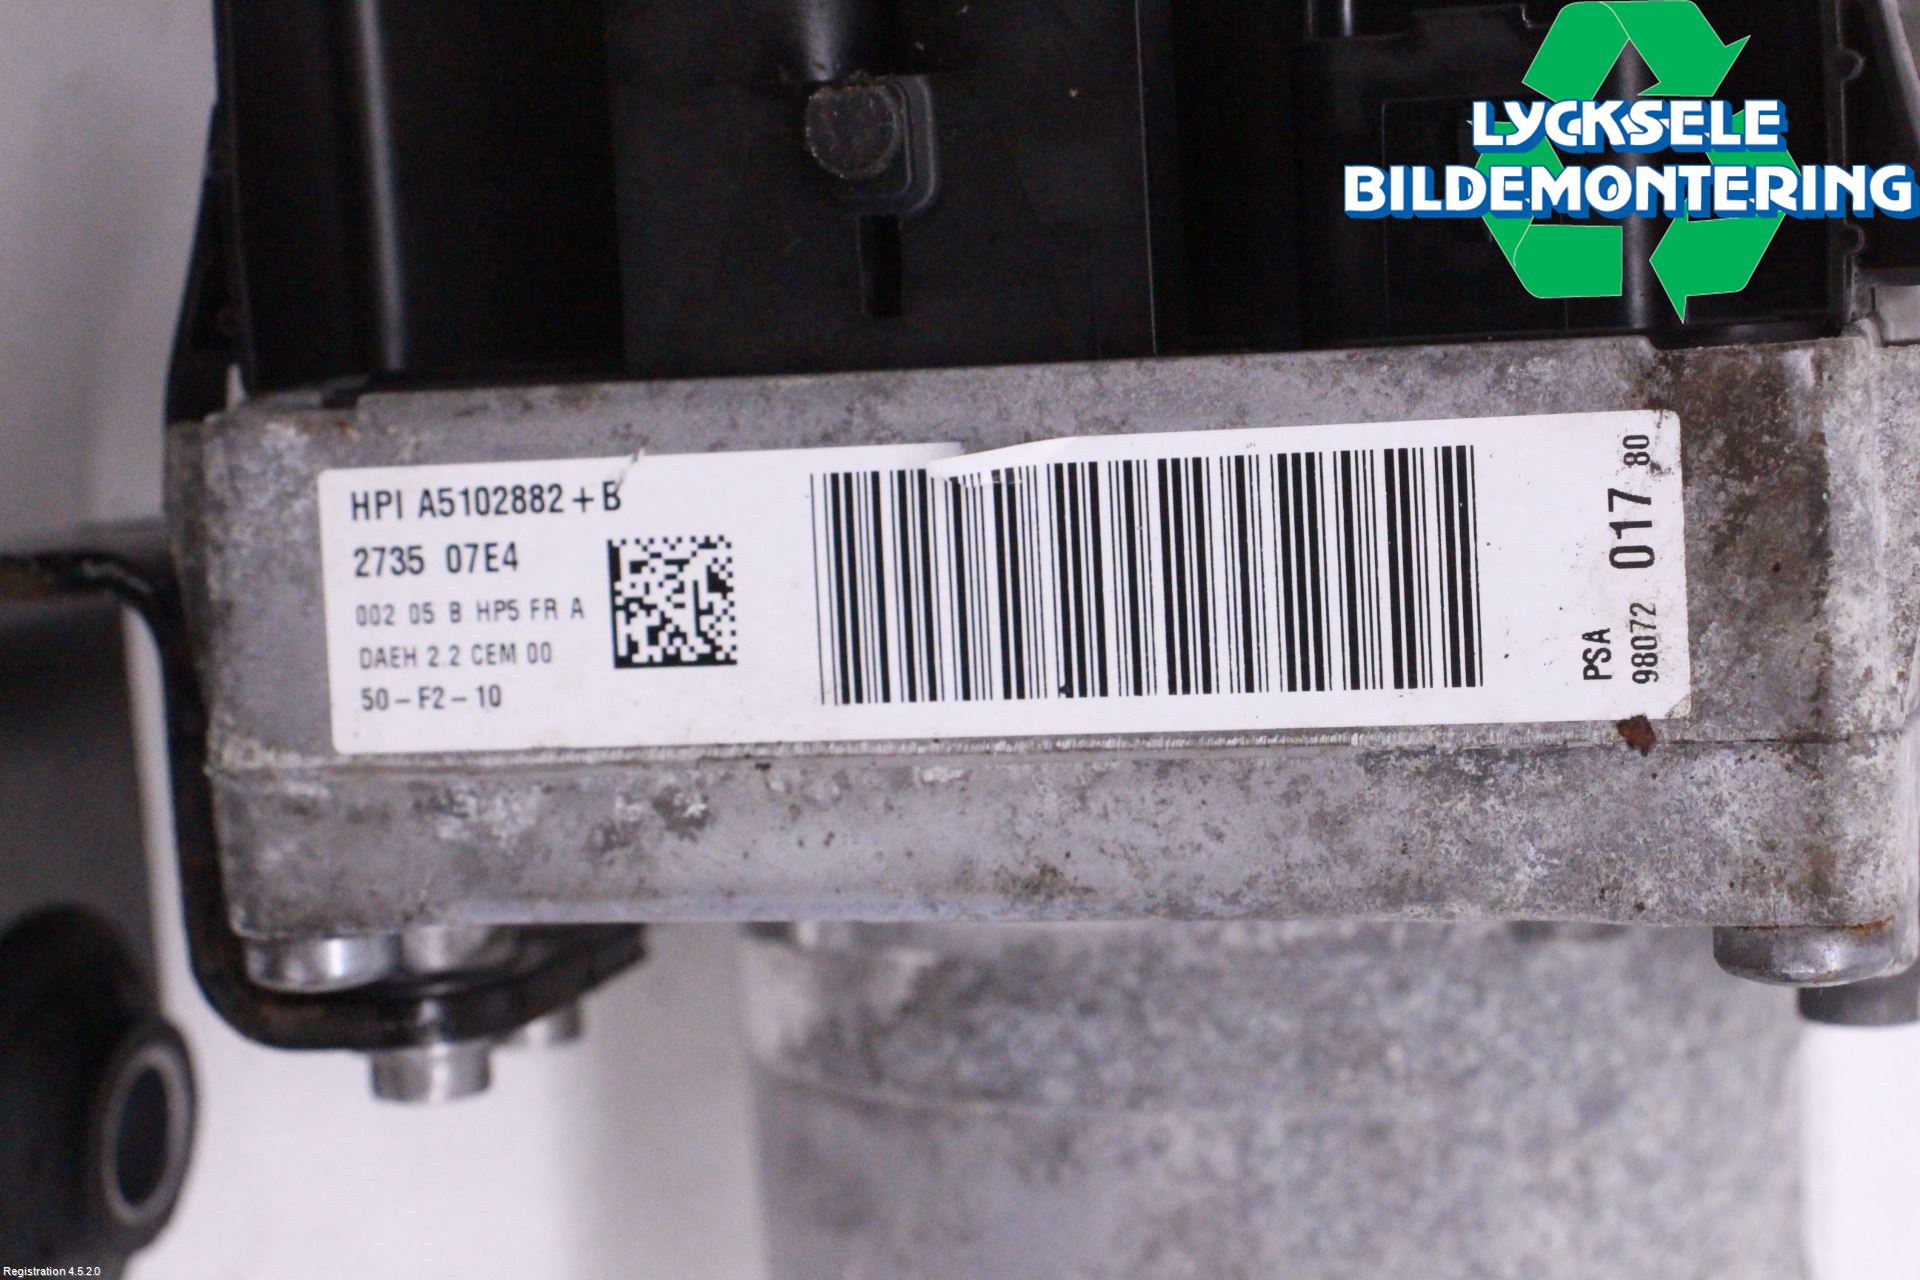 LYCKSELE
BILDEMONTERING
HPI A5102882+B
2735 07E4
002 05 B HP5 FR A
DAEH 2.2 CEM 00
50-F2-10
PSA
98072 017 80
Registration 4.5.2.0